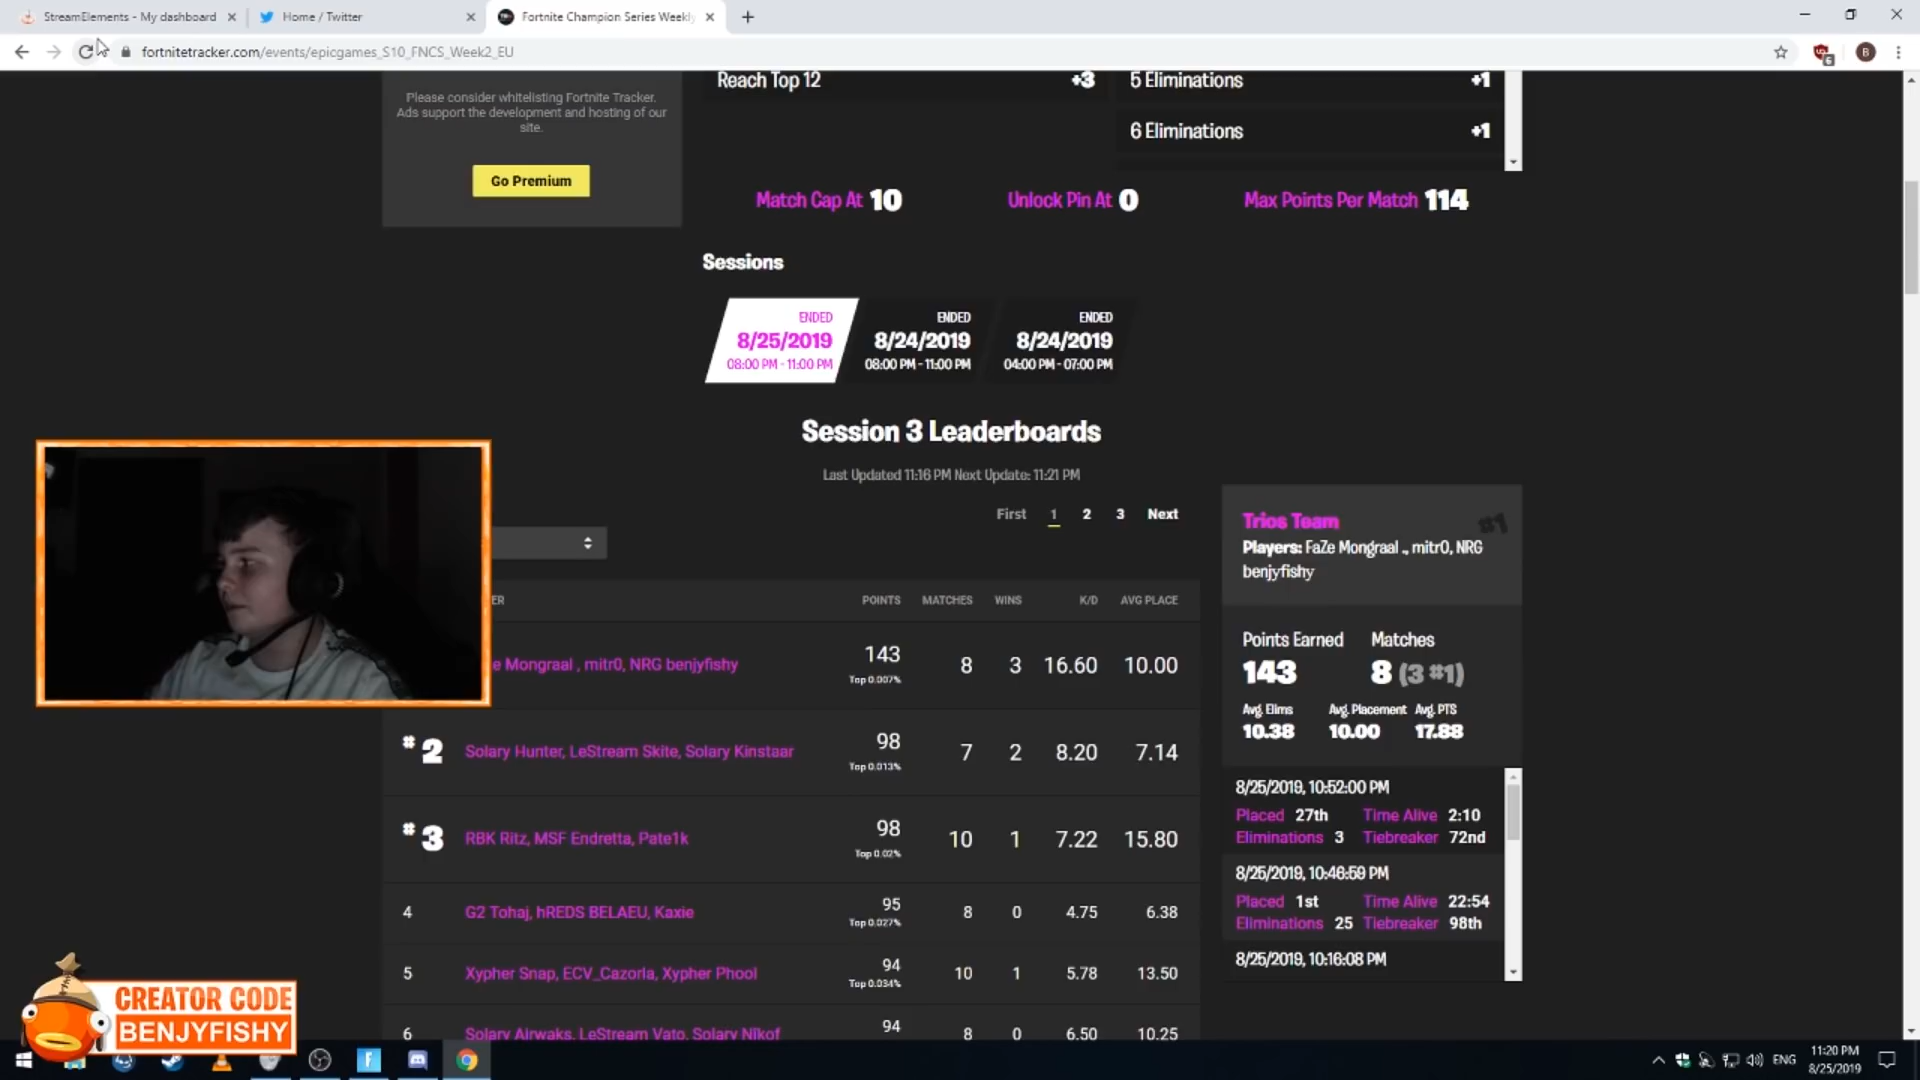 StreamElements - My dashboard
Home / Twitter
Fortnite Champion Series Weekly
fortnitetracker.com/events/epicgames_S10_FNCS_Week2_EU
6
B
Please consider whitelisting Fortnite Tracker.
Ads support the development and hosting of our
site.
Go Premium
Reach Top 12 +3
5 Eliminations +1
6 Eliminations +1
Match Cap At 10
Unlock Pin At 0
Max Points Per Match 114
Sessions
ENDED
8/25/2019
08:00 PM - 11:00 PM
ENDED
8/24/2019
08:00 PM - 11:00 PM
ENDED
8/24/2019
04:00 PM - 07:00 PM
Session 3 Leaderboards
Last Updated 11:16 PM Next Update: 11:21 PM
First 1 2 3 Next
ER POINTS MATCHES WINS K/D AVG PLACE
e Mongraal , mitr0, NRG benjyfishy 143 8 3 16.60 10.00
Top 0.007%
# 2 Solary Hunter, LeStream Skite, Solary Kinstaar 98 7 2 8.20 7.14
Top 0.013%
# 3 RBK Ritz, MSF Endretta, Pate1k 98 10 1 7.22 15.80
Top 0.02%
4 G2 Tohaj, hREDS BELAEU, Kaxie 95 8 0 4.75 6.38
Top 0.027%
5 Xypher Snap, ECV_Cazorla, Xypher Phool 94 10 1 5.78 13.50
Top 0.034%
6 Solary Airwaks, LeStream Vato, Solary Nikof 94 8 0 6.50 10.25
Trios Team #1
Players: FaZe Mongraal ., mitr0, NRG
benjyfishy
Points Earned Matches
143 8 (3 #1)
Avg. Elims Avg. Placement Avg. PTS
10.38 10.00 17.88
8/25/2019, 10:52:00 PM
Placed 27th Time Alive 2:10
Eliminations 3 Tiebreaker 72nd
8/25/2019, 10:46:59 PM
Placed 1st Time Alive 22:54
Eliminations 25 Tiebreaker 98th
8/25/2019, 10:16:08 PM
CREATOR CODE
BENJYFISHY
ENG
11:20 PM
8/25/2019